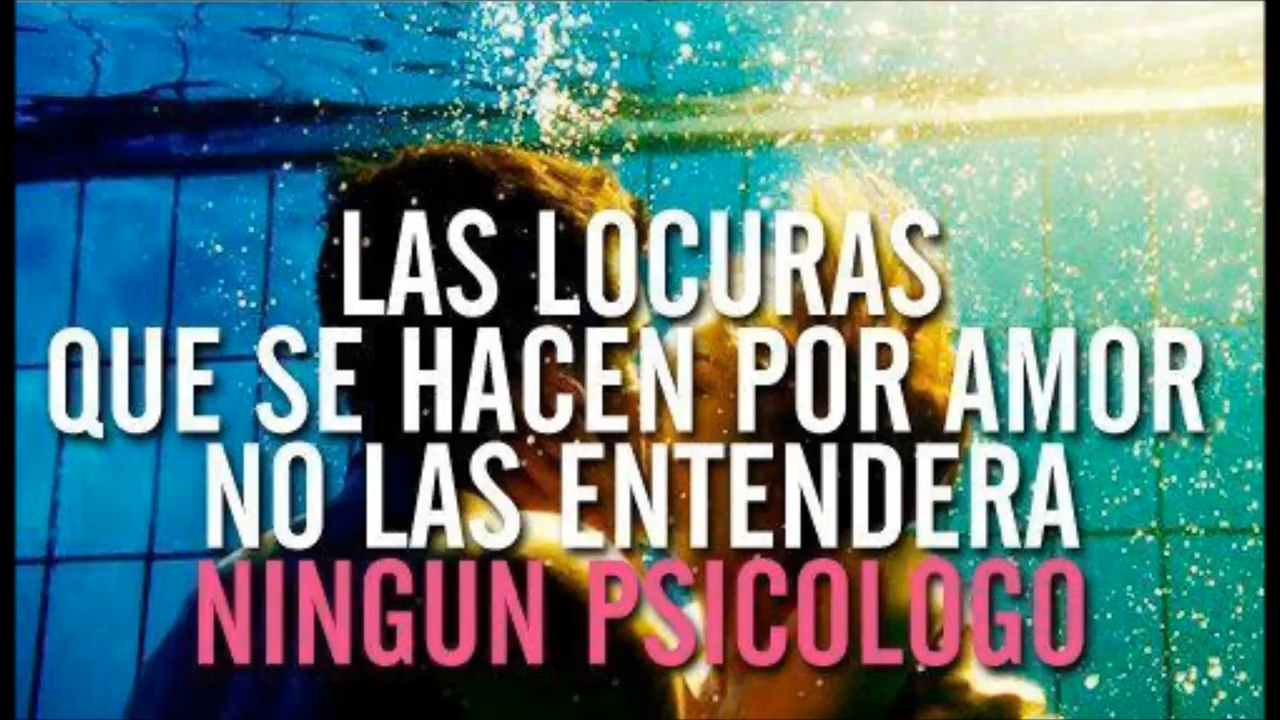 LAS LOCURAS
QUE SE HACEN POR AMOR
NO LAS ENTENDERA
NINGUN PSICOLOGO